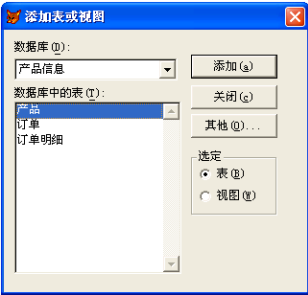 添加表或视图
数据库(D):
产品信息
添加(a)
数据库中的表(T):
关闭(c)
产品
订单
订单明细
其他(O)...
选定
表(B)
视图(W)